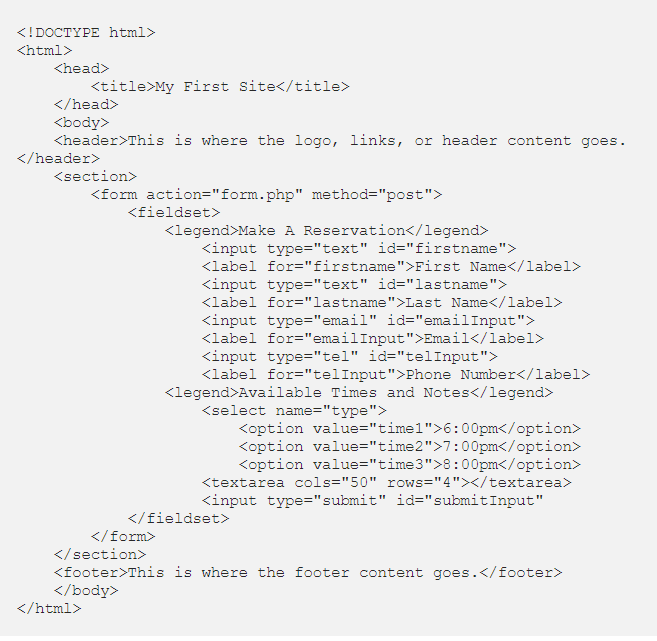 <!DOCTYPE html>
<html>
    <head>
        <title>My First Site</title>
    </head>
    <body>
    <header>This is where the logo, links, or header content goes.
</header>
    <section>
        <form action="form.php" method="post">
            <fieldset>
                <legend>Make A Reservation</legend>
                    <input type="text" id="firstname">
                    <label for="firstname">First Name</label>
                    <input type="text" id="lastname">
                    <label for="lastname">Last Name</label>
                    <input type="email" id="emailInput">
                    <label for="emailInput">Email</label>
                    <input type="tel" id="telInput">
                    <label for="telInput">Phone Number</label>
                <legend>Available Times and Notes</legend>
                    <select name="type">
                        <option value="time1">6:00pm</option>
                        <option value="time2">7:00pm</option>
                        <option value="time3">8:00pm</option>
                    <textarea cols="50" rows="4"></textarea>
                    <input type="submit" id="submitInput"
            </fieldset>
        </form>
    </section>
    <footer>This is where the footer content goes.</footer>
    </body>
</html>